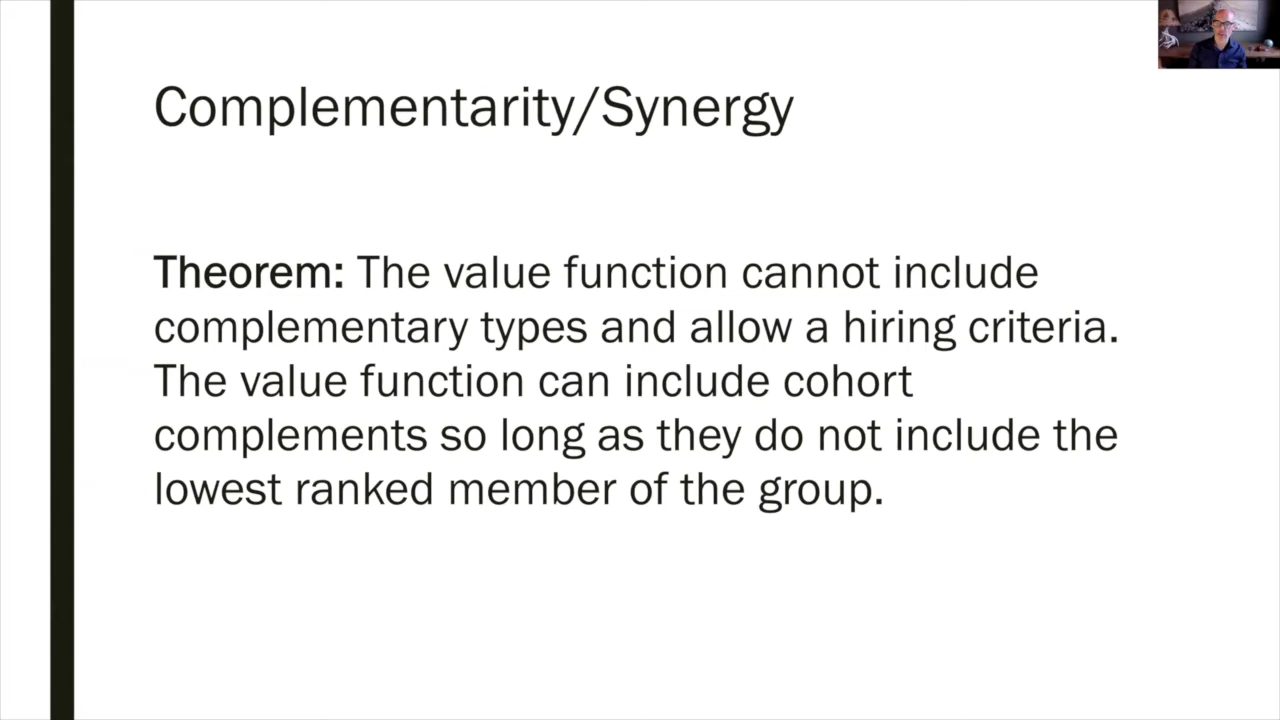 Complementarity/Synergy
Theorem: The value function cannot include
complementary types and allow a hiring criteria.
The value function can include cohort
complements so long as they do not include the
lowest ranked member of the group.